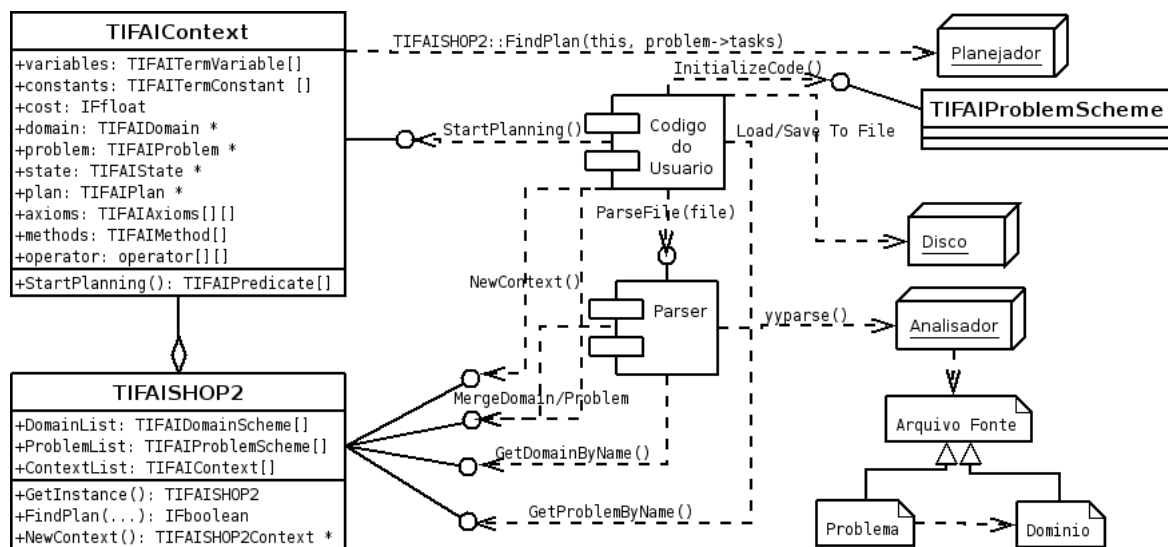 TIFAIContext
+variables: TIFAITermVariable[]
+constants: TIFAITermConstant []
+cost: IFfloat
+domain: TIFAIDomain *
+problem: TIFAIProblem *
+state: TIFAIState *
+plan: TIFAIPlan *
+axioms: TIFAIAxioms[][]
+methods: TIFAIMethod[]
+operator: operator[][]
+StartPlanning(): TIFAIPredicate[]
TIFAISHOP2::FindPlan(this, problem->tasks)
Planejador
InitializeCode()
TIFAIProblemScheme
StartPlanning()
Codigo
do
Usuario
Load/Save To File
ParseFile(file)
Disco
NewContext()
Parser
yyparse()
Analisador
TIFAISHOP2
+DomainList: TIFAIDomainScheme[]
+ProblemList: TIFAIProblemScheme[]
+ContextList: TIFAIContext[]
+GetInstance(): TIFAISHOP2
+FindPlan(...): IFboolean
+NewContext(): TIFAISHOP2Context *
MergeDomain/Problem
GetDomainByName()
GetProblemByName()
Arquivo Fonte
Problema
Dominio